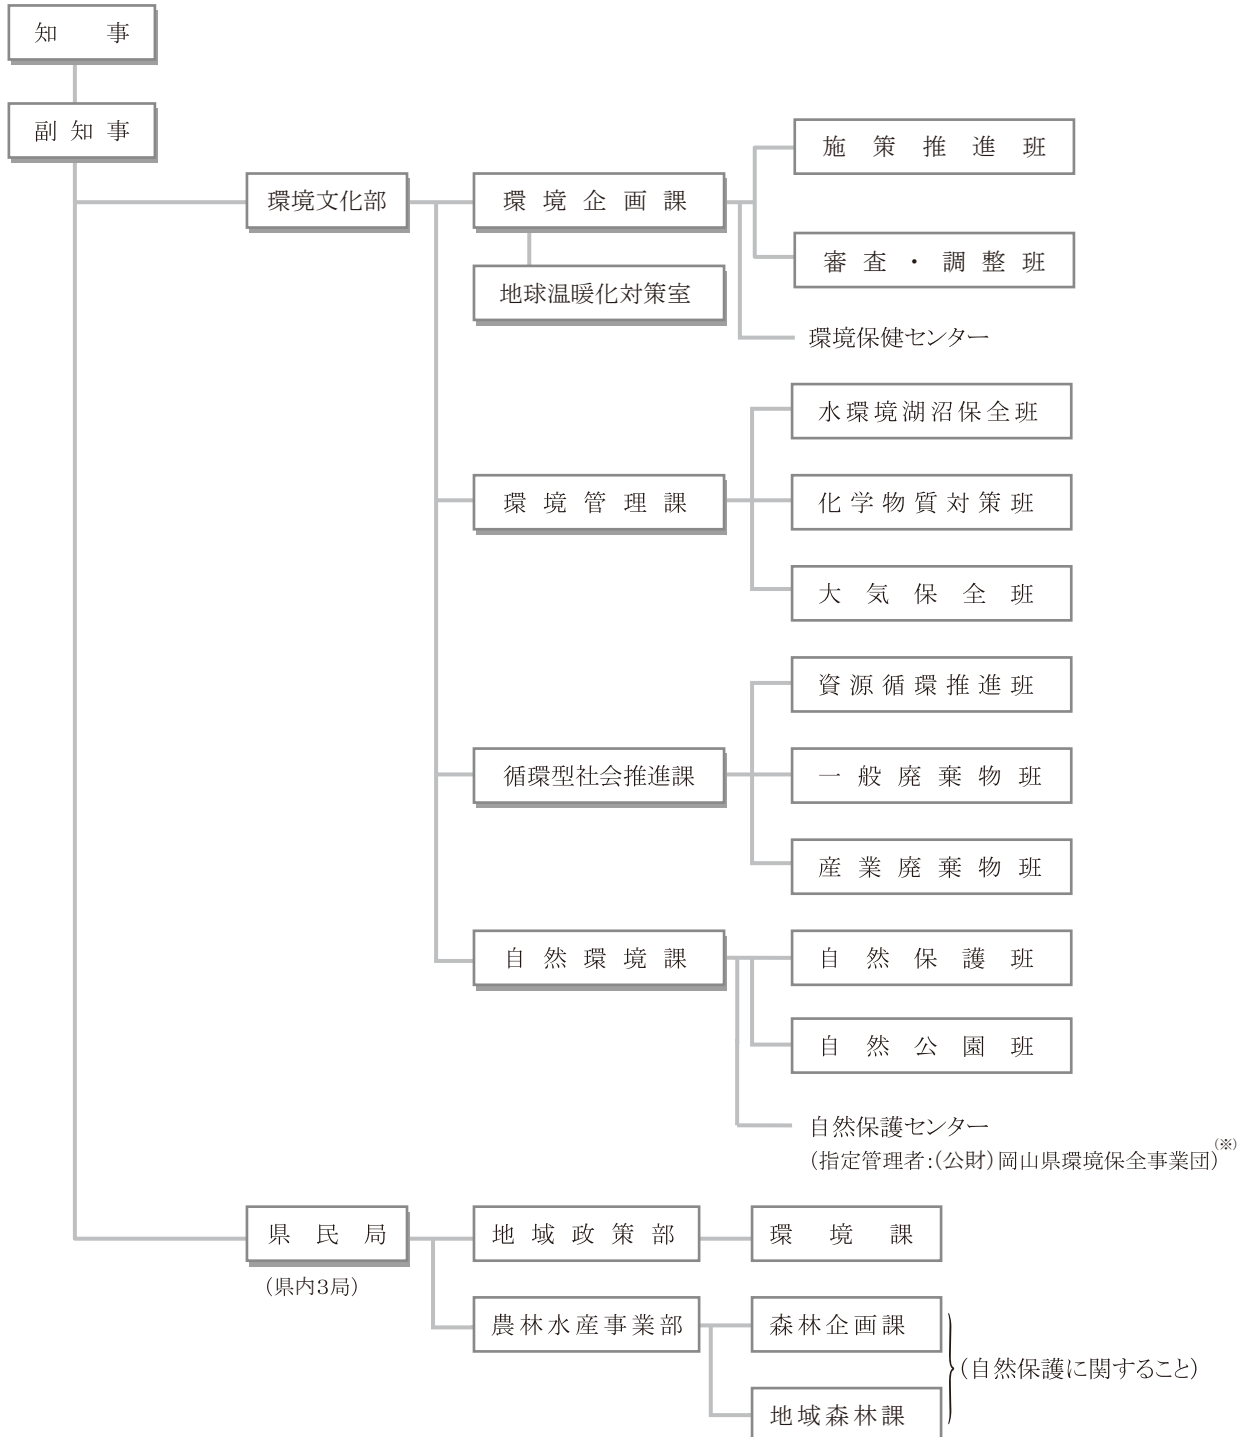 知事
副知事
環境文化部
環境企画課
地球温暖化対策室
施策推進班
審査・調整班
環境保健センター
環境管理課
水環境湖沼保全班
化学物質対策班
大気保全班
循環型社会推進課
資源循環推進班
一般廃棄物班
産業廃棄物班
自然環境課
自然保護班
自然公園班
自然保護センター
(指定管理者:(公財)岡山県環境保全事業団)(※)
県民局
(県内3局)
地域政策部
環境課
農林水産事業部
森林企画課
地域森林課
(自然保護に関すること)